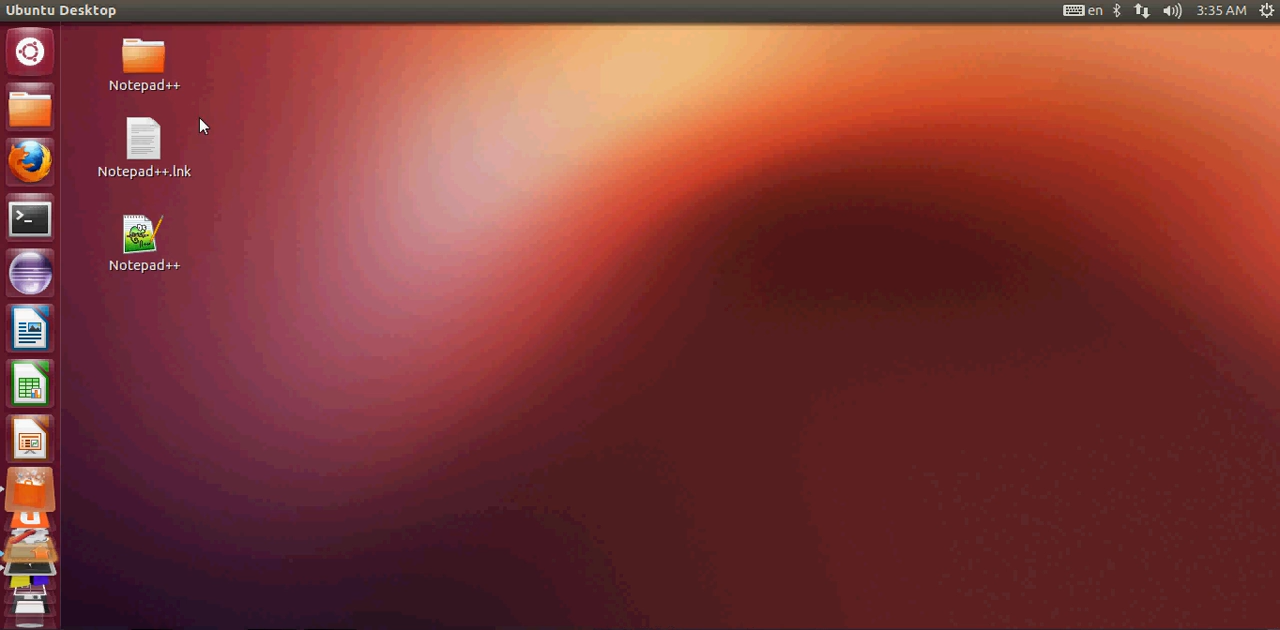 Ubuntu Desktop
en
3:35 AM
Notepad++
Notepad++.lnk
Notepad++